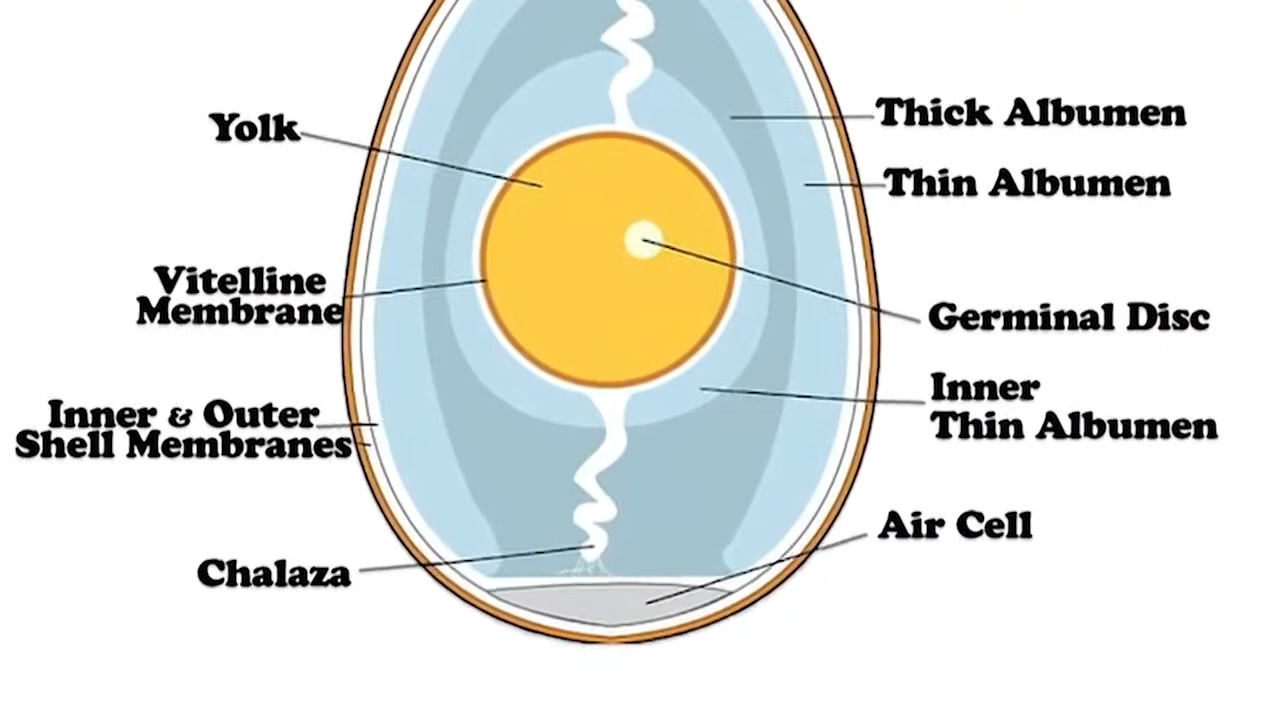 Yolk
Vitelline
Membrane
Inner & Outer
Shell Membranes
Chalaza
Thick Albumen
Thin Albumen
Germinal Disc
Inner
Thin Albumen
Air Cell